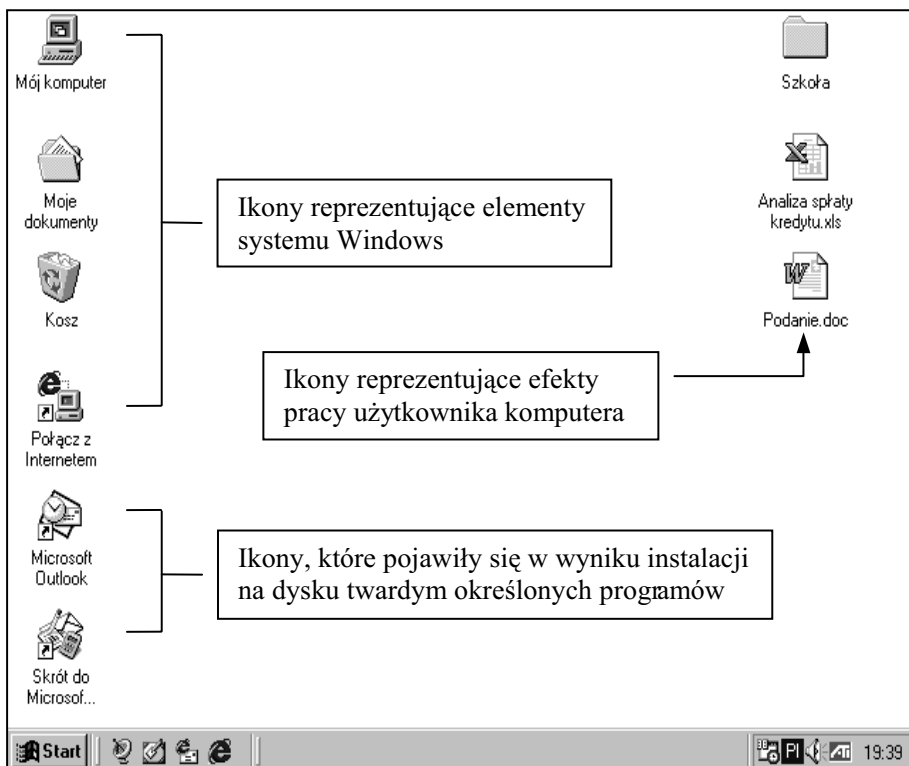 Mój komputer
Moje
dokumenty
Kosz
Połącz z
Internetem
Microsoft
Outlook
Skrót do
Microsof...
Ikony reprezentujące elementy
systemu Windows
Ikony reprezentujące efekty
pracy użytkownika komputera
Ikony, które pojawiły się w wyniku instalacji
na dysku twardym określonych programów
Szkoła
Analiza spłaty
kredytu.xls
Podanie.doc
Start
Pl
19:39